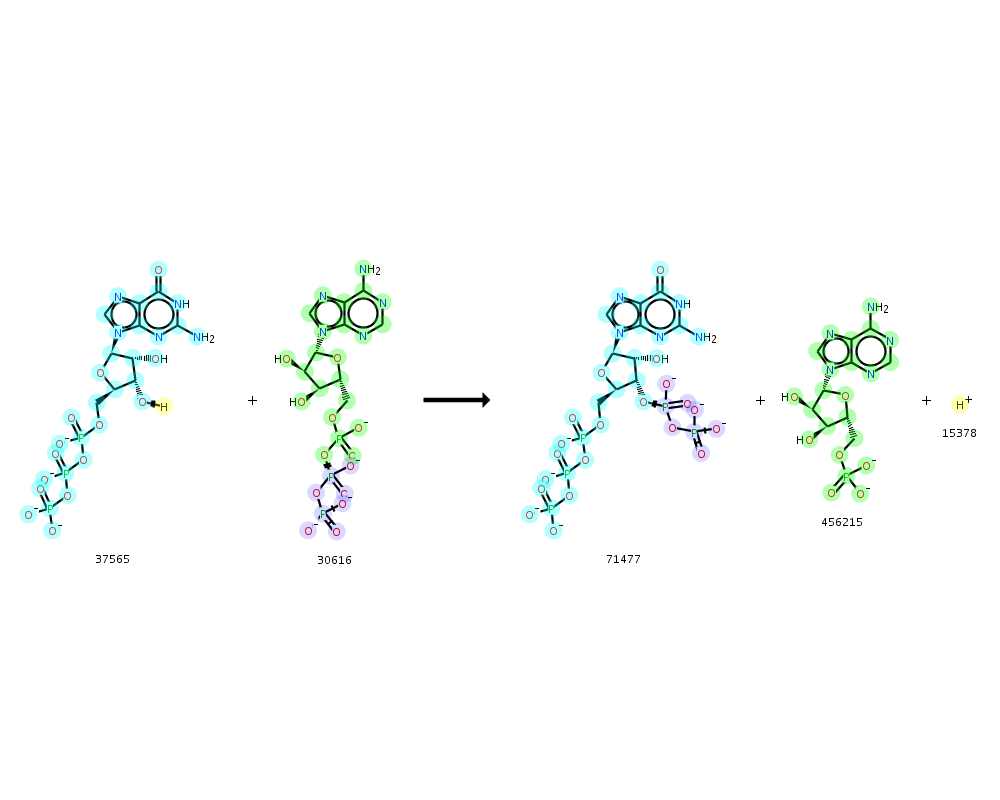 O
N NH
N N NH2
O OH
O H
O O
O- P
O O
O- P
O O
O- P
O-
37565
+
NH2
N N
N N
HO O
HO
O
P O-
O O
P O-
O O
P O-
O- O
30616
O
N NH
N N NH2
O OH
O-
O P O O-
O P O-
O
O O
O- P
O O
O- P
O O
O- P
O-
71477
+
NH2
N N
N N
HO O
HO
O
P O-
O O-
456215
+
H+
15378